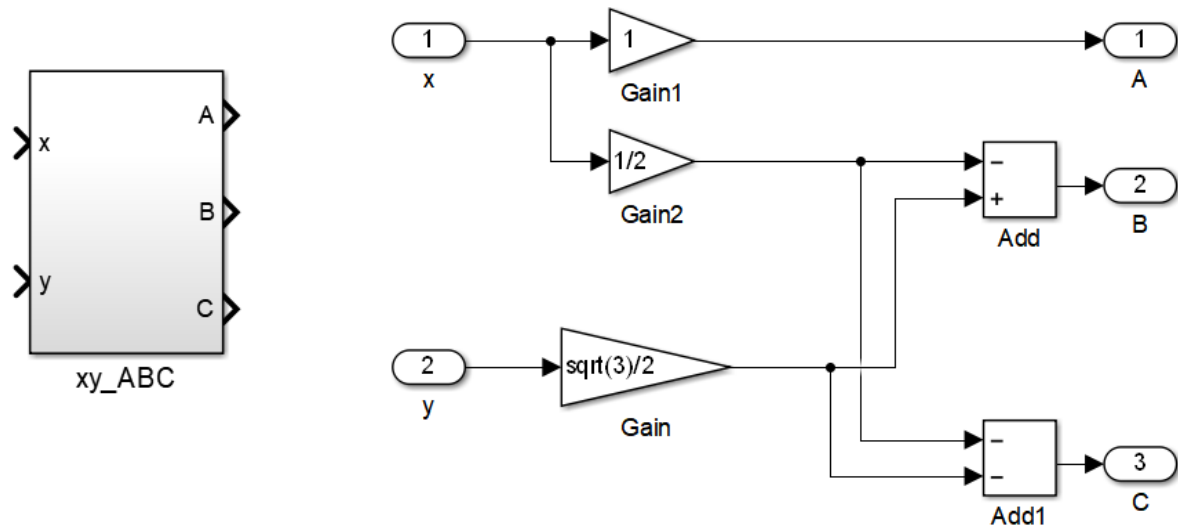 x
y
A
B
C
xy_ABC
1
x
1
Gain1
1
A
1/2
Gain2
−
+
Add
2
B
2
y
sqrt(3)/2
Gain
−
−
Add1
3
C